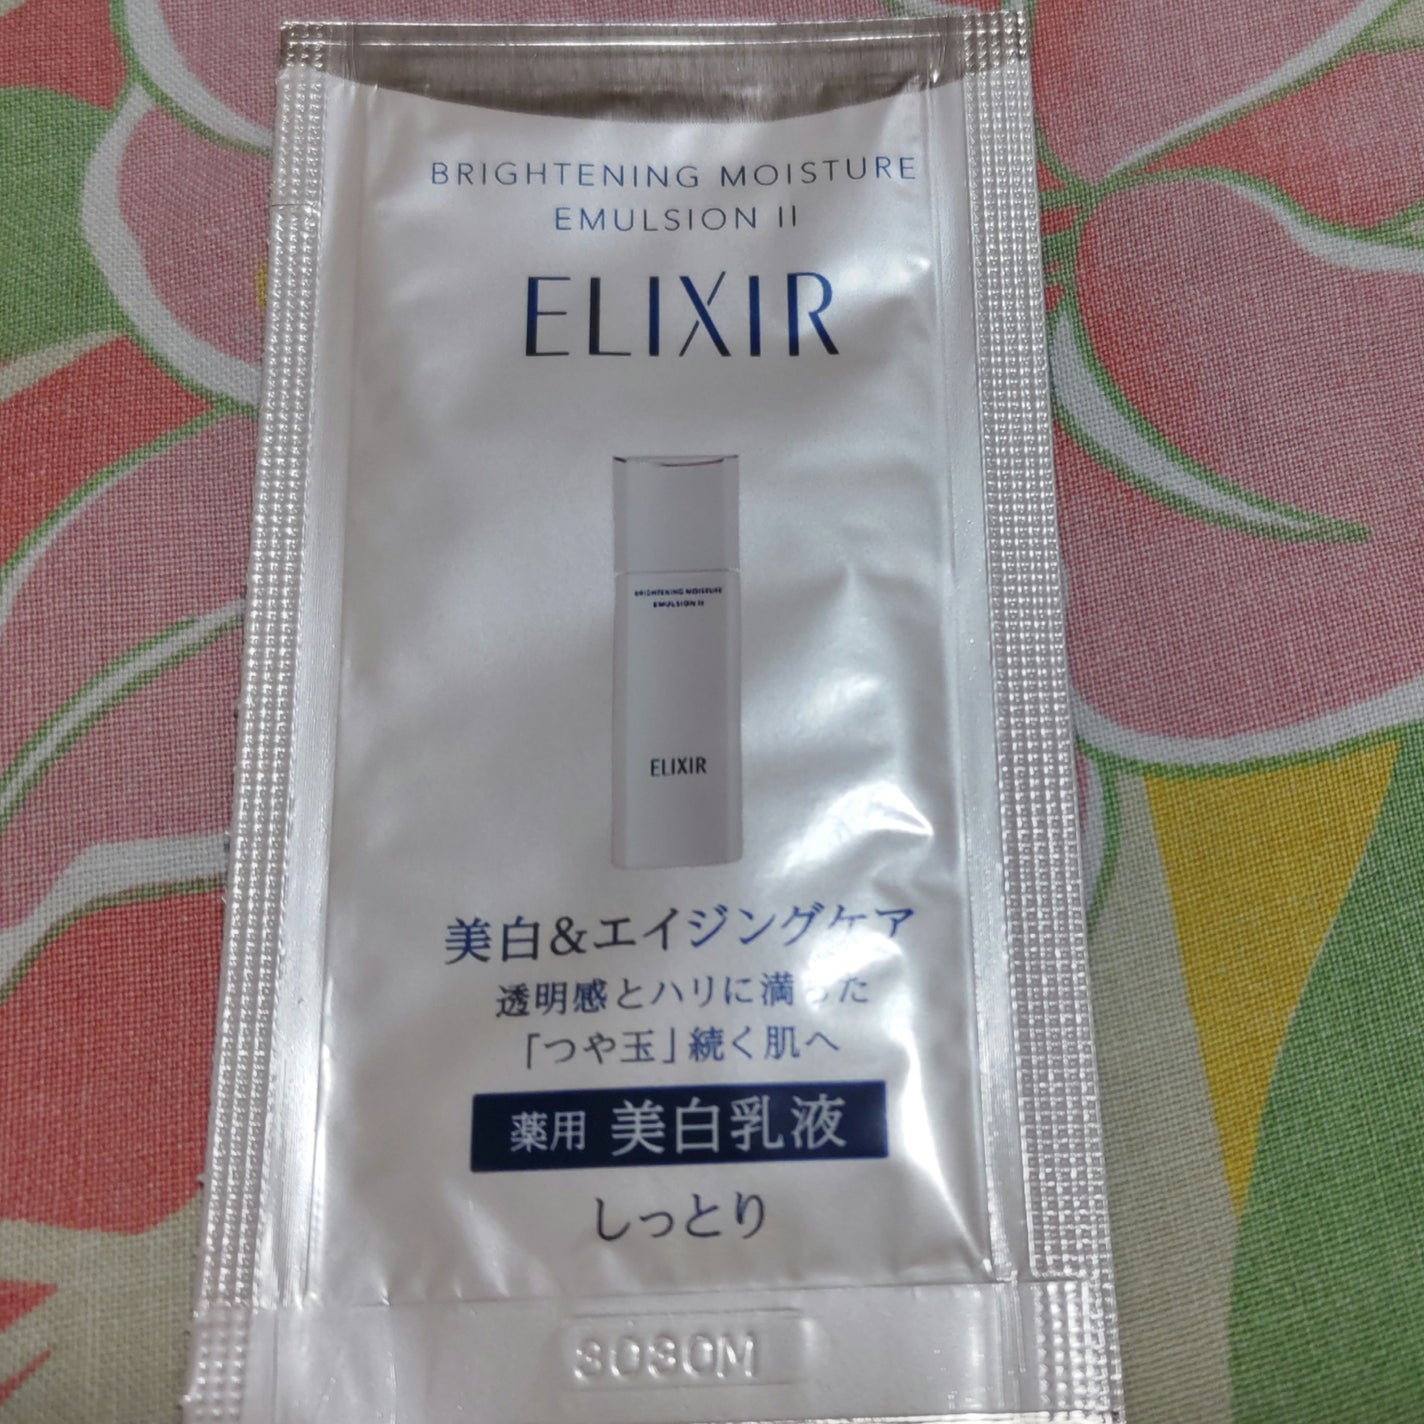 BRIGHTENING MOISTURE
EMULSION II
ELIXIR
BRIGHTENING MOISTURE
EMULSION II
ELIXIR
美白&エイジングケア
透明感とハリに満ちた
「つや玉」続く肌へ
薬用 美白乳液
しっとり